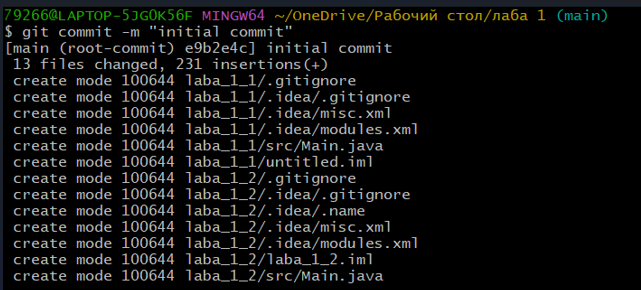 79266@LAPTOP-5JGOK56F MINGW64 ~/OneDrive/Рабочий стол/лаба 1 (main)
$ git commit -m "initial commit"
[main (root-commit) e9b2e4c] initial commit
 13 files changed, 231 insertions(+)
 create mode 100644 laba_1_1/.gitignore
 create mode 100644 laba_1_1/.idea/.gitignore
 create mode 100644 laba_1_1/.idea/misc.xml
 create mode 100644 laba_1_1/.idea/modules.xml
 create mode 100644 laba_1_1/src/Main.java
 create mode 100644 laba_1_1/untitled.iml
 create mode 100644 laba_1_2/.gitignore
 create mode 100644 laba_1_2/.idea/.gitignore
 create mode 100644 laba_1_2/.idea/.name
 create mode 100644 laba_1_2/.idea/misc.xml
 create mode 100644 laba_1_2/.idea/modules.xml
 create mode 100644 laba_1_2/laba_1_2.iml
 create mode 100644 laba_1_2/src/Main.java